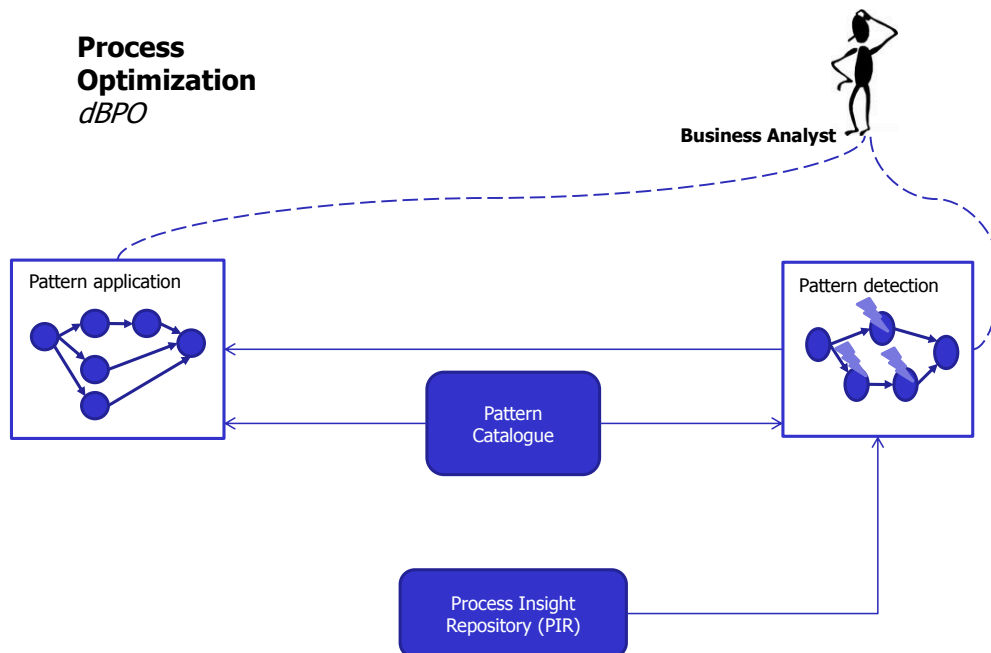 Process
Optimization
dBPO
Business Analyst
Pattern application
Pattern detection
Pattern
Catalogue
Process Insight
Repository (PIR)